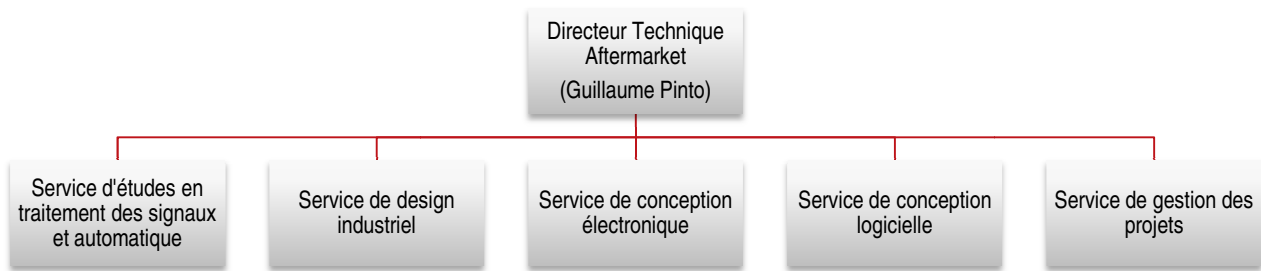 Directeur Technique
Aftermarket
(Guillaume Pinto)
Service d'études en
traitement des signaux
et automatique
Service de design
industriel
Service de conception
électronique
Service de conception
logicielle
Service de gestion des
projets